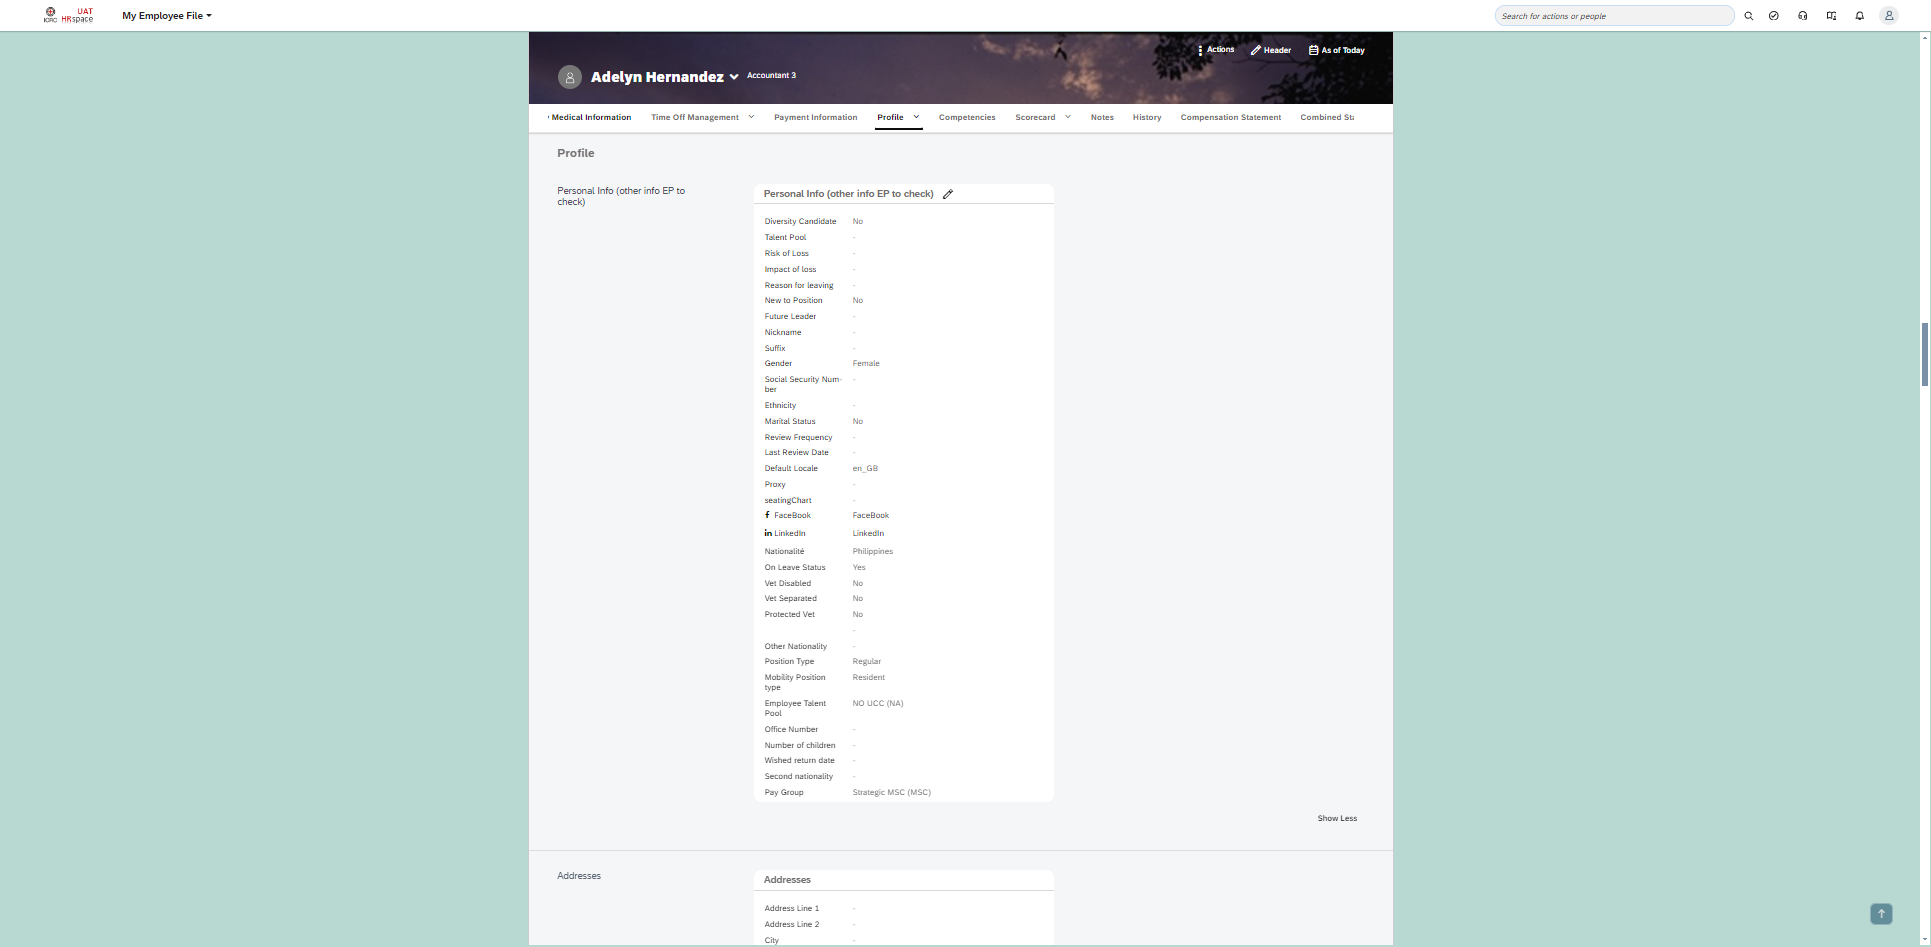 ICRC UAT HRspace My Employee File Search for actions or people
Actions Header As of Today
Adelyn Hernandez Accountant 3
Medical Information Time Off Management Payment Information Profile Competencies Scorecard Notes History Compensation Statement Combined Sta
Profile
Personal Info (other info EP to
check)
Personal Info (other info EP to check)
Diversity Candidate No
Talent Pool -
Risk of Loss -
Impact of loss -
Reason for leaving -
New to Position No
Future Leader -
Nickname -
Suffix -
Gender Female
Social Security Num- -
ber
Ethnicity -
Marital Status No
Review Frequency -
Last Review Date -
Default Locale en_GB
Proxy -
seatingChart -
FaceBook FaceBook
LinkedIn LinkedIn
Nationalité Philippines
On Leave Status Yes
Vet Disabled No
Vet Separated No
Protected Vet No
-
Other Nationality -
Position Type Regular
Mobility Position Resident
type
Employee Talent NO UCC (NA)
Pool
Office Number -
Number of children -
Wished return date -
Second nationality -
Pay Group Strategic MSC (MSC)
Show Less
Addresses
Addresses
Address Line 1 -
Address Line 2 -
City -